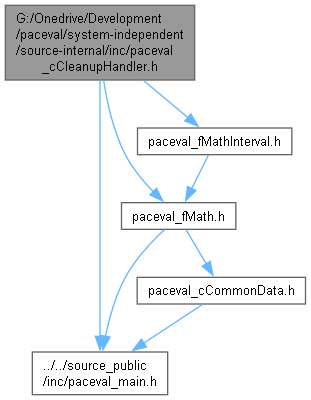 G:/Onedrive/Development
/paceval/system-independent
/source-internal/inc/paceval
_cCleanupHandler.h
paceval_fMathInterval.h
paceval_fMath.h
paceval_cCommonData.h
../../source_public
/inc/paceval_main.h